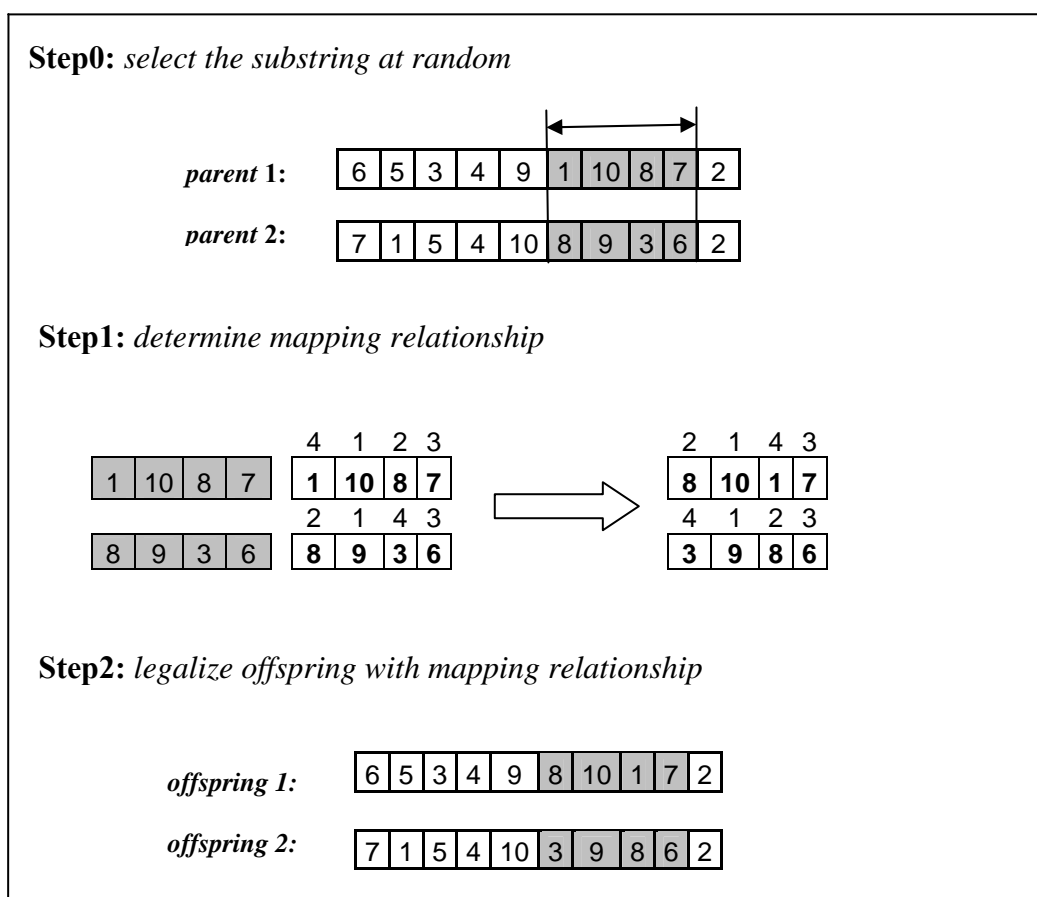 Step0: select the substring at random
parent 1: 6 5 3 4 9 1 10 8 7 2
parent 2: 7 1 5 4 10 8 9 3 6 2
Step1: determine mapping relationship
4 1 2 3 2 1 4 3
1 10 8 7 1 10 8 7 8 10 1 7
2 1 4 3 4 1 2 3
8 9 3 6 8 9 3 6 3 9 8 6
Step2: legalize offspring with mapping relationship
offspring 1: 6 5 3 4 9 8 10 1 7 2
offspring 2: 7 1 5 4 10 3 9 8 6 2